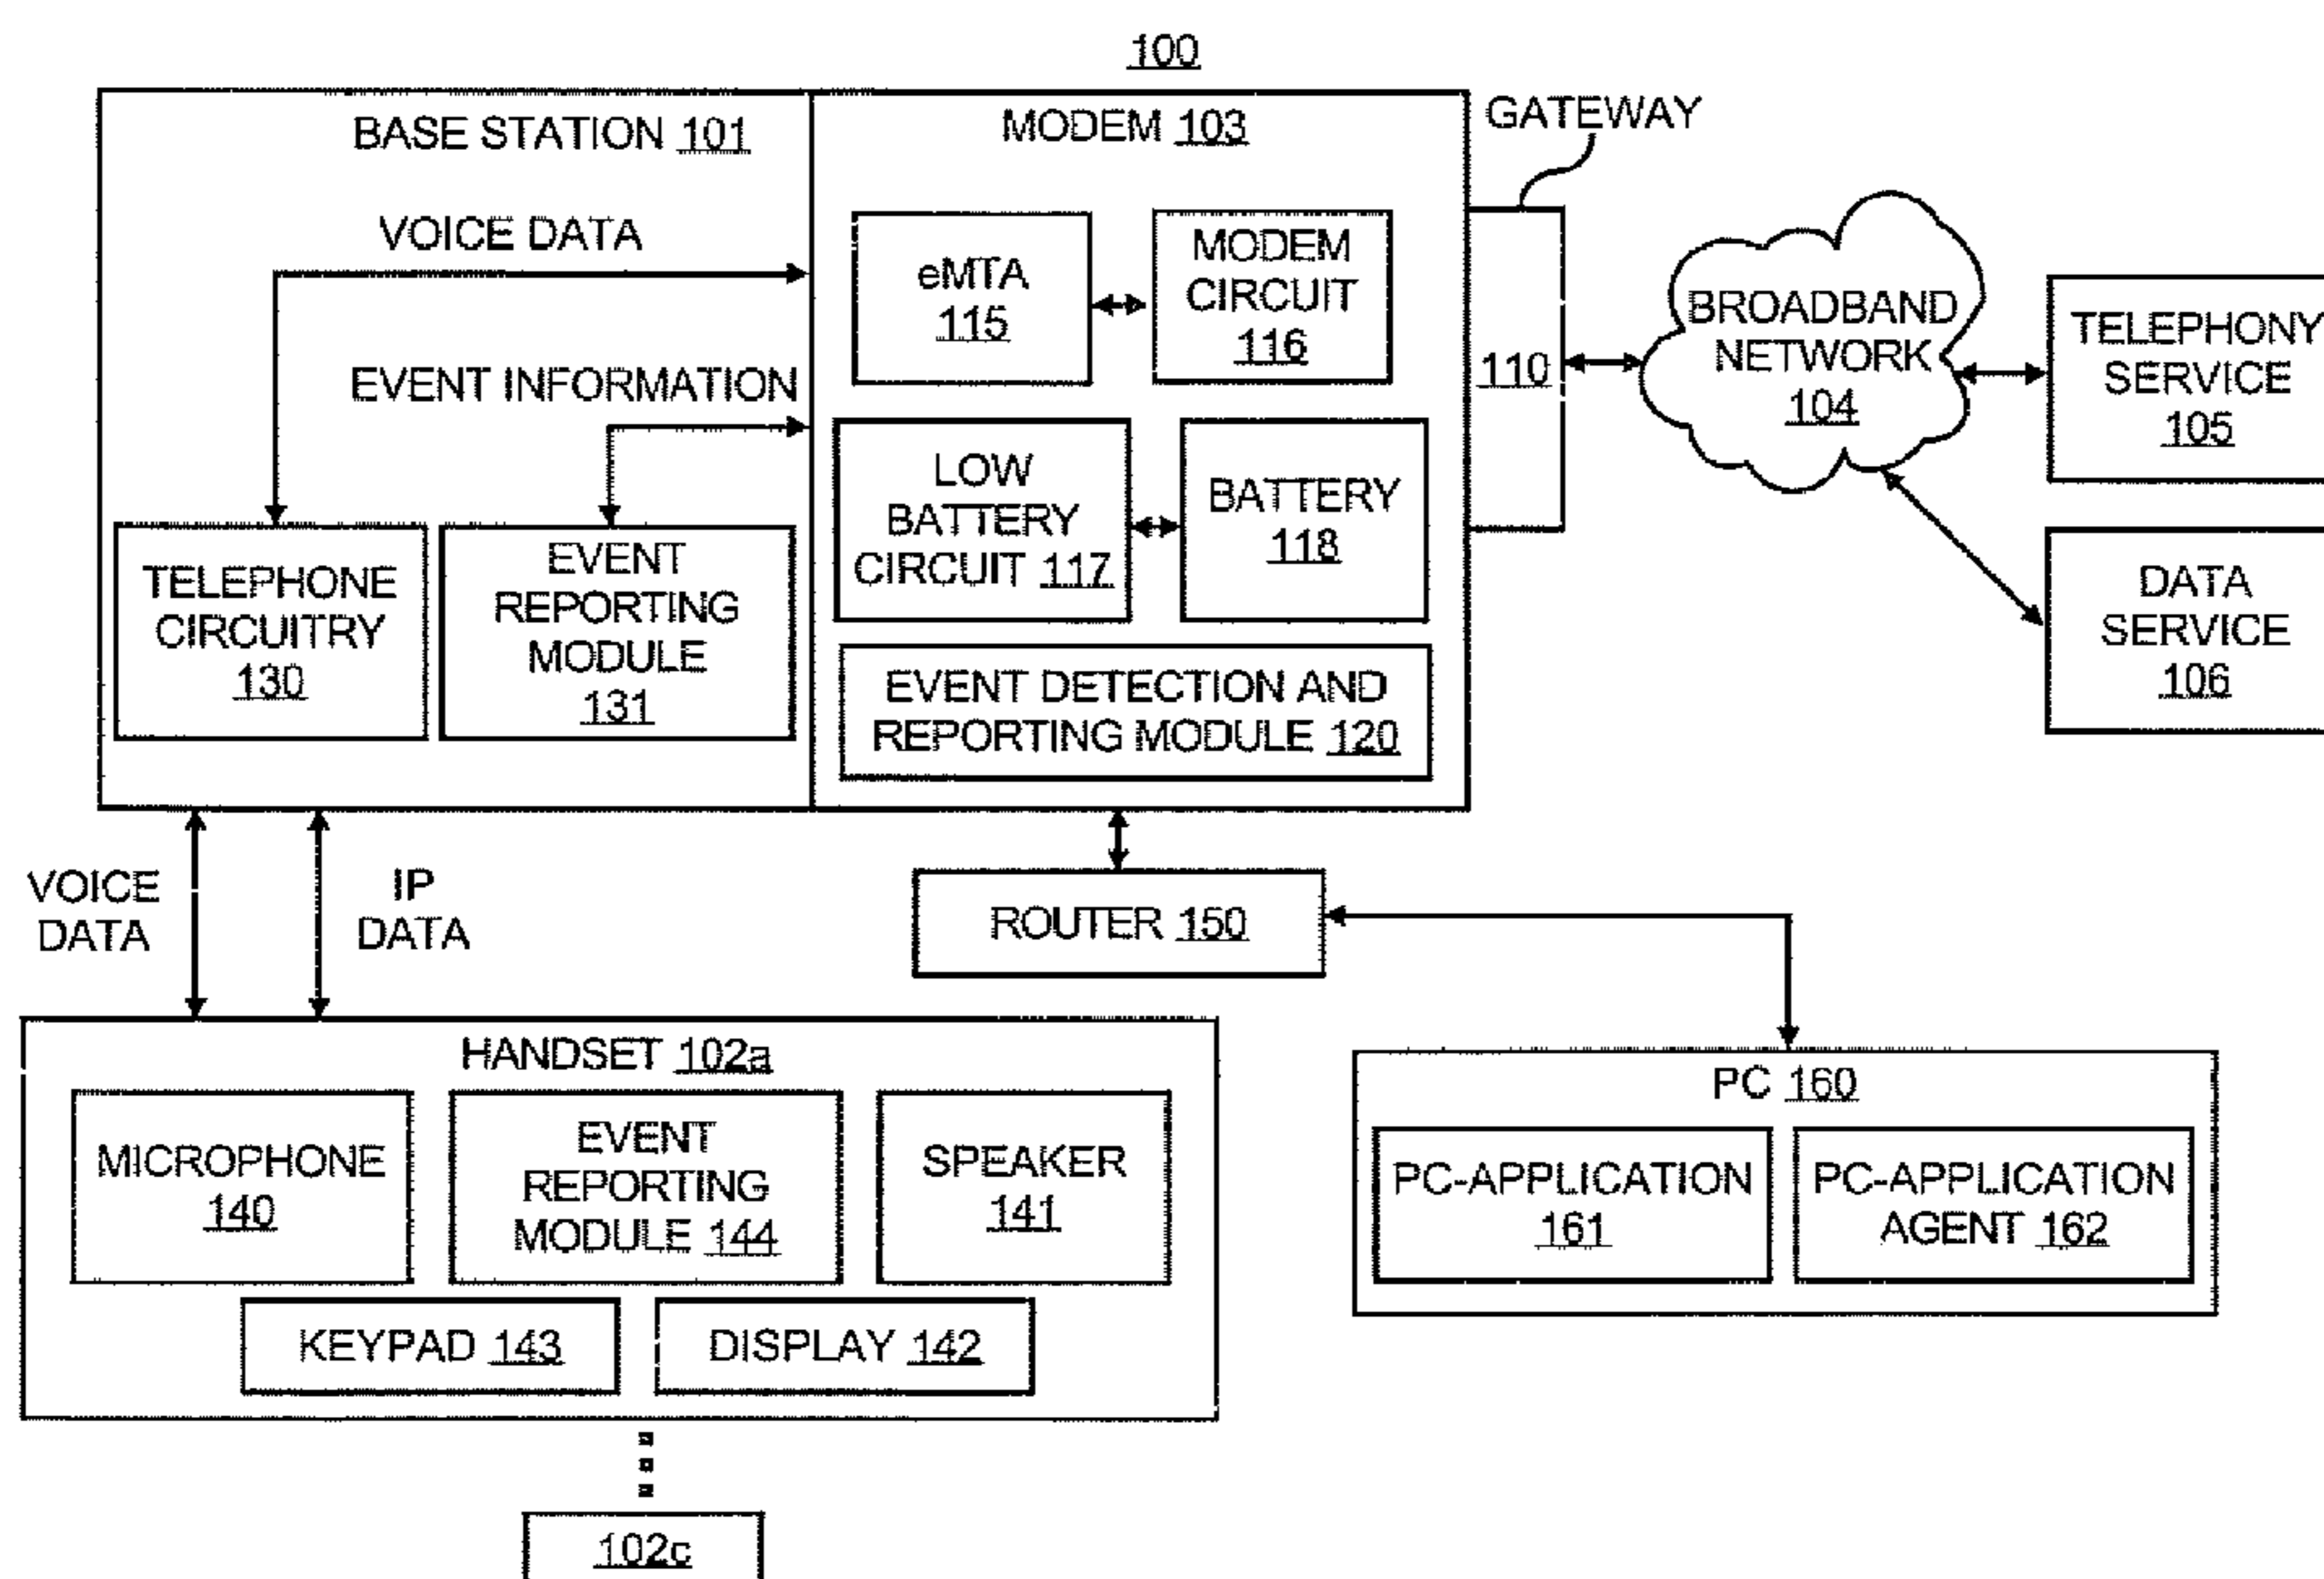 100
BASE STATION 101
MODEM 103
GATEWAY
VOICE DATA
eMTA
115
MODEM
CIRCUIT
116
110
BROADBAND
NETWORK
104
TELEPHONY
SERVICE
105
EVENT INFORMATION
LOW
BATTERY
CIRCUIT 117
BATTERY
118
TELEPHONE
CIRCUITRY
130
EVENT
REPORTING
MODULE
131
DATA
SERVICE
106
EVENT DETECTION AND
REPORTING MODULE 120
VOICE
DATA
IP
DATA
ROUTER 150
HANDSET 102a
MICROPHONE
140
EVENT
REPORTING
MODULE 144
SPEAKER
141
KEYPAD 143
DISPLAY 142
PC 160
PC-APPLICATION
161
PC-APPLICATION
AGENT 162
102c